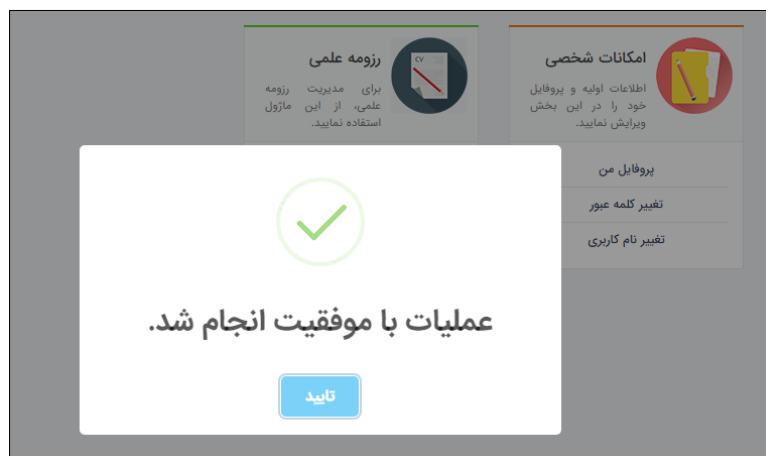 امکانات شخصی
اطلاعات اولیه و پروفایل
خود را در این بخش
ویرایش نمایید.
پروفایل من
تغییر کلمه عبور
تغییر نام کاربری
رزومه علمی
برای مدیریت رزومه
علمی، از این ماژول
استفاده نمایید.
CV
عملیات با موفقیت انجام شد.
تایید